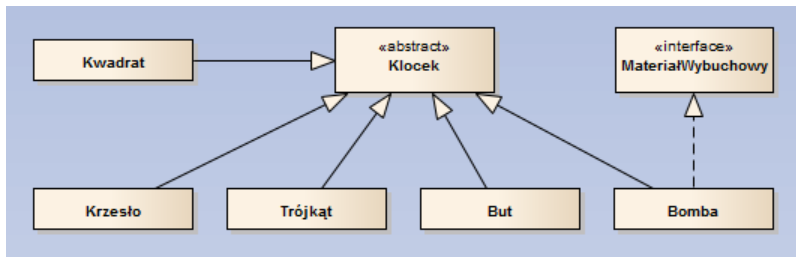 Kwadrat
«abstract»
Klocek
«interface»
MateriałWybuchowy
Krzesło
Trójkąt
But
Bomba